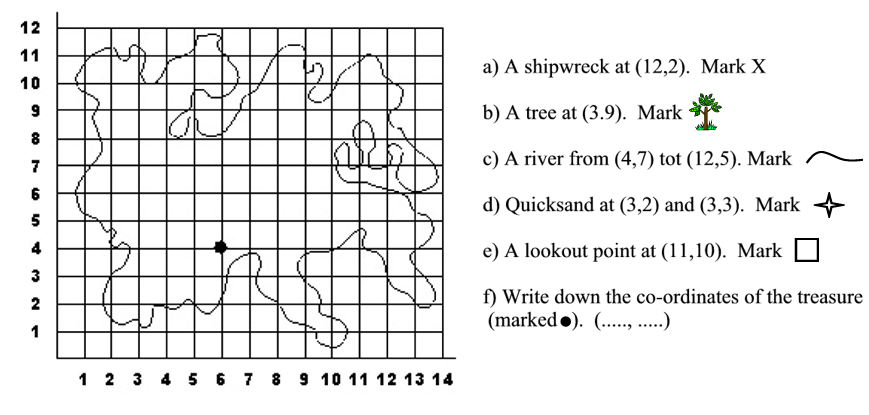 12
11
10
9
8
7
6
5
4
3
2
1
1 2 3 4 5 6 7 8 9 10 11 12 13 14
a) A shipwreck at (12,2). Mark X
b) A tree at (3.9). Mark
c) A river from (4,7) tot (12,5). Mark
d) Quicksand at (3,2) and (3,3). Mark
e) A lookout point at (11,10). Mark
f) Write down the co-ordinates of the treasure
(marked ●). (....., .....)